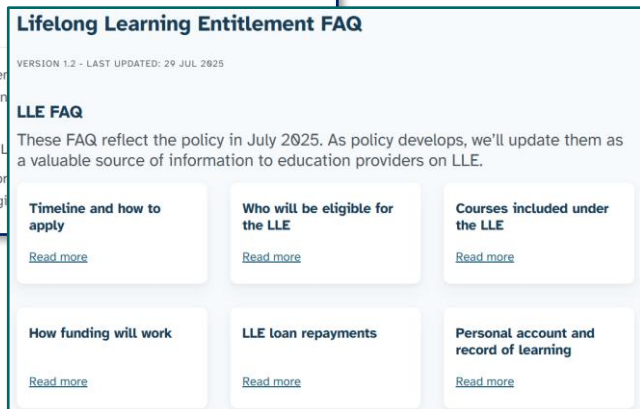 Lifelong Learning Entitlement FAQ
VERSION 1.2 - LAST UPDATED: 29 JUL 2025
LLE FAQ
These FAQ reflect the policy in July 2025. As policy develops, we'll update them as
a valuable source of information to education providers on LLE.
Timeline and how to
apply
Read more
Who will be eligible for
the LLE
Read more
Courses included under
the LLE
Read more
How funding will work
Read more
LLE loan repayments
Read more
Personal account and
record of learning
Read more